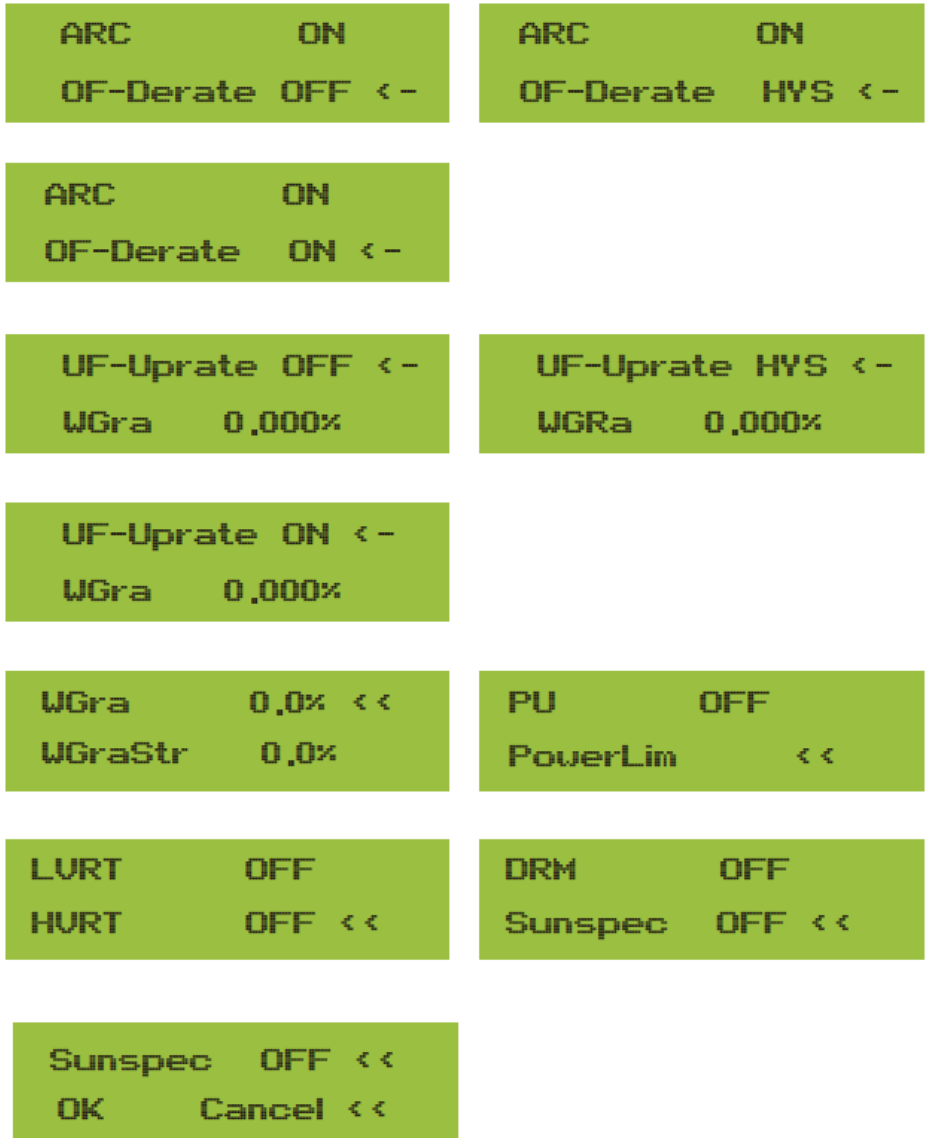 ARC ON
OF-Derate OFF <-
ARC ON
OF-Derate HYS <-
ARC ON
OF-Derate ON <-
UF-Uprate OFF <-
WGra 0.000%
UF-Uprate HYS <-
WGRa 0.000%
UF-Uprate ON <-
WGra 0.000%
WGra 0.0% <<
WGraStr 0.0%
PU OFF
PowerLim <<
LVRT OFF
HVRT OFF <<
DRM OFF
Sunspec OFF <<
Sunspec OFF <<
OK Cancel <<